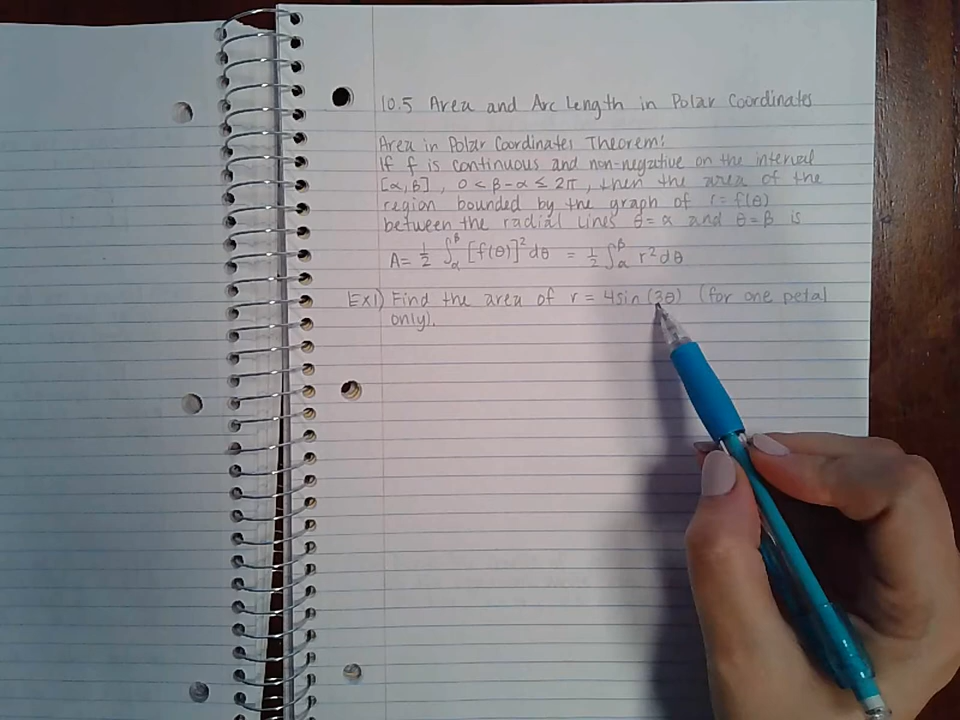 10.5 Area and Arc Length in Polar Coordinates
Area in Polar Coordinates Theorem:
If f is continuous and non-negative on the interval
[α,β], 0 < β-α ≤ 2π, then the area of the
region bounded by the graph of r=f(θ)
between the radial lines θ=α and θ=β is
A= 1/2 ∫_α^β [f(θ)]² dθ = 1/2 ∫_α^β r² dθ
Ex1) Find the area of r = 4sin(3θ) (for one petal
only).